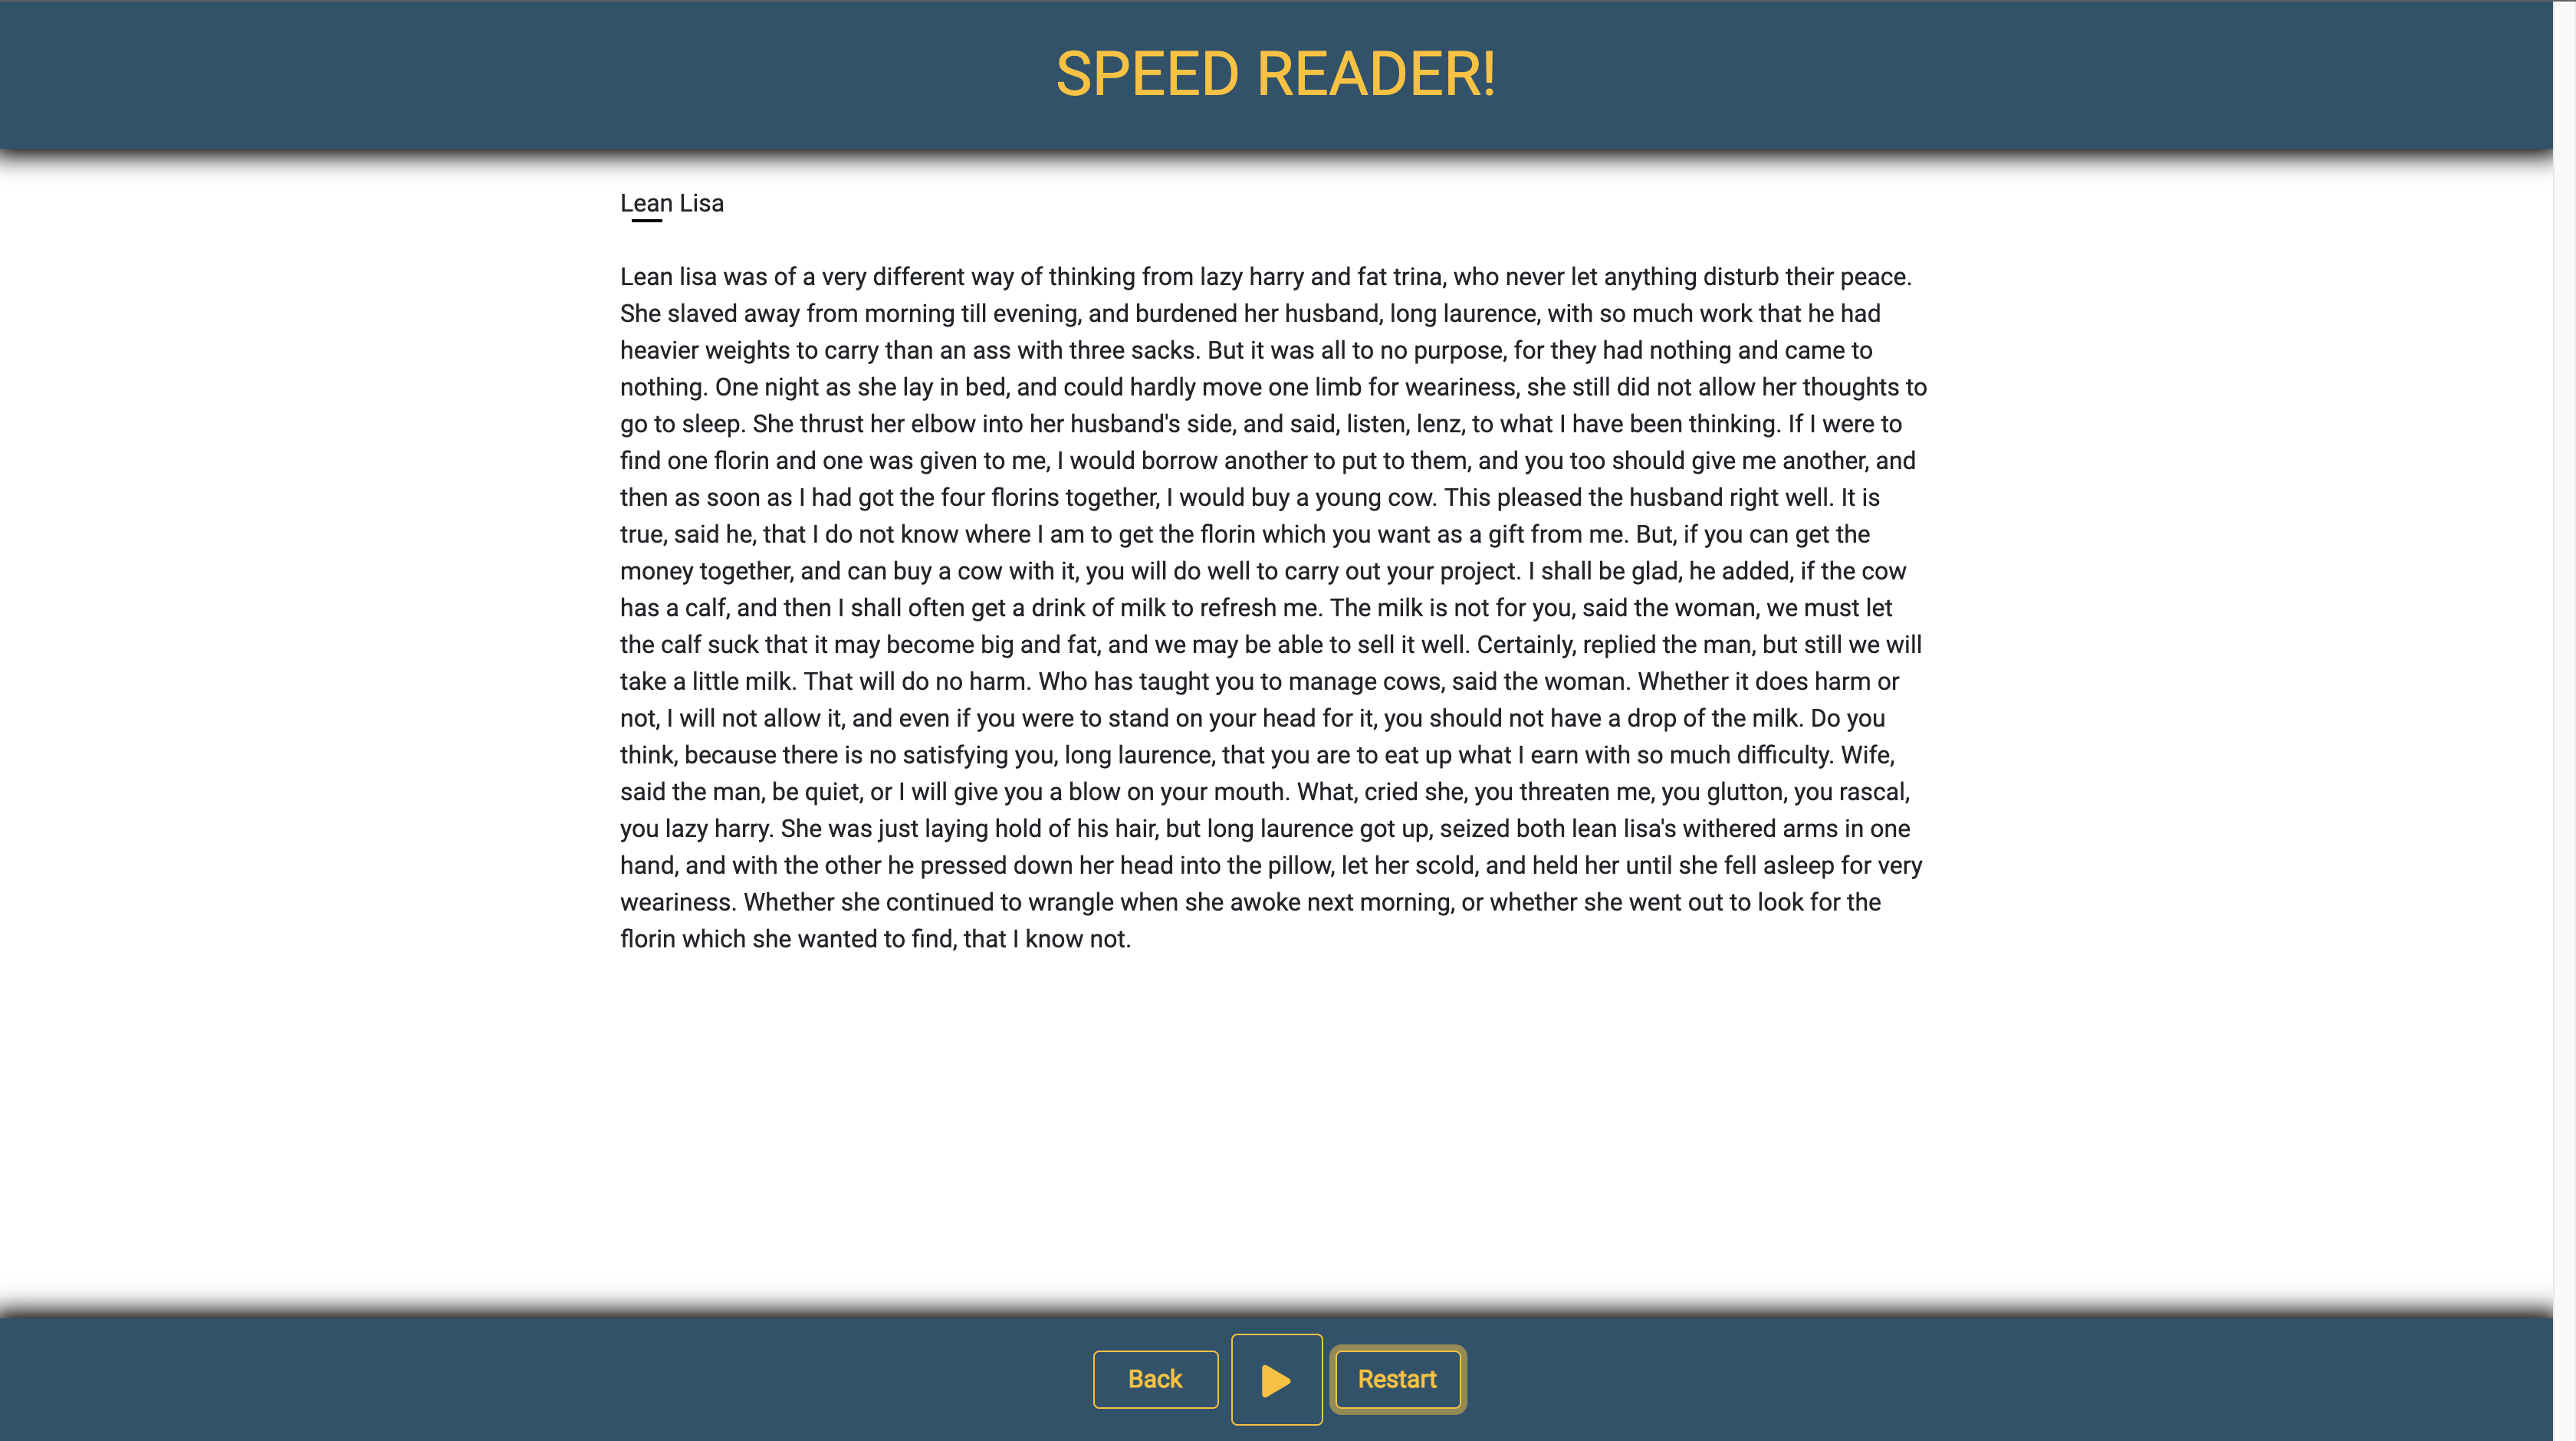 SPEED READER!
Lean Lisa
Lean lisa was of a very different way of thinking from lazy harry and fat trina, who never let anything disturb their peace.
She slaved away from morning till evening, and burdened her husband, long laurence, with so much work that he had
heavier weights to carry than an ass with three sacks. But it was all to no purpose, for they had nothing and came to
nothing. One night as she lay in bed, and could hardly move one limb for weariness, she still did not allow her thoughts to
go to sleep. She thrust her elbow into her husband's side, and said, listen, lenz, to what I have been thinking. If I were to
find one florin and one was given to me, I would borrow another to put to them, and you too should give me another, and
then as soon as I had got the four florins together, I would buy a young cow. This pleased the husband right well. It is
true, said he, that I do not know where I am to get the florin which you want as a gift from me. But, if you can get the
money together, and can buy a cow with it, you will do well to carry out your project. I shall be glad, he added, if the cow
has a calf, and then I shall often get a drink of milk to refresh me. The milk is not for you, said the woman, we must let
the calf suck that it may become big and fat, and we may be able to sell it well. Certainly, replied the man, but still we will
take a little milk. That will do no harm. Who has taught you to manage cows, said the woman. Whether it does harm or
not, I will not allow it, and even if you were to stand on your head for it, you should not have a drop of the milk. Do you
think, because there is no satisfying you, long laurence, that you are to eat up what I earn with so much difficulty. Wife,
said the man, be quiet, or I will give you a blow on your mouth. What, cried she, you threaten me, you glutton, you rascal,
you lazy harry. She was just laying hold of his hair, but long laurence got up, seized both lean lisa's withered arms in one
hand, and with the other he pressed down her head into the pillow, let her scold, and held her until she fell asleep for very
weariness. Whether she continued to wrangle when she awoke next morning, or whether she went out to look for the
florin which she wanted to find, that I know not.
Back
Restart